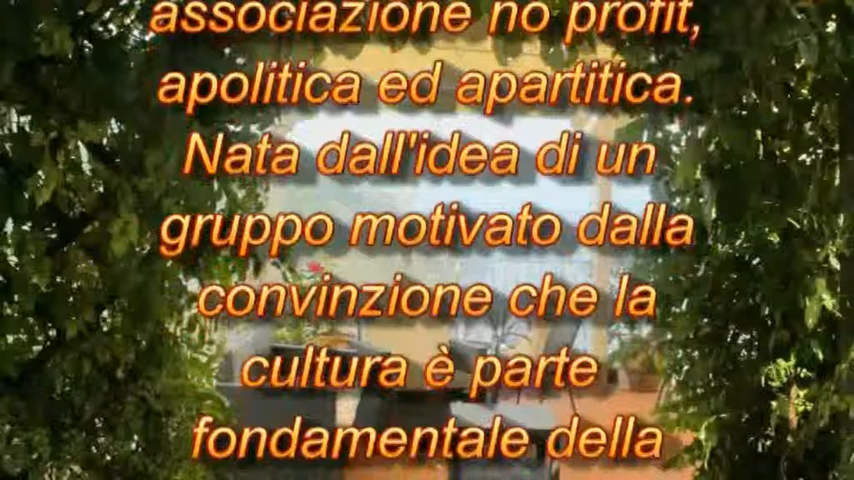 associazione no profit,
apolitica ed apartitica.
Nata dall'idea di un
gruppo motivato dalla
convinzione che la
cultura è parte
fondamentale della